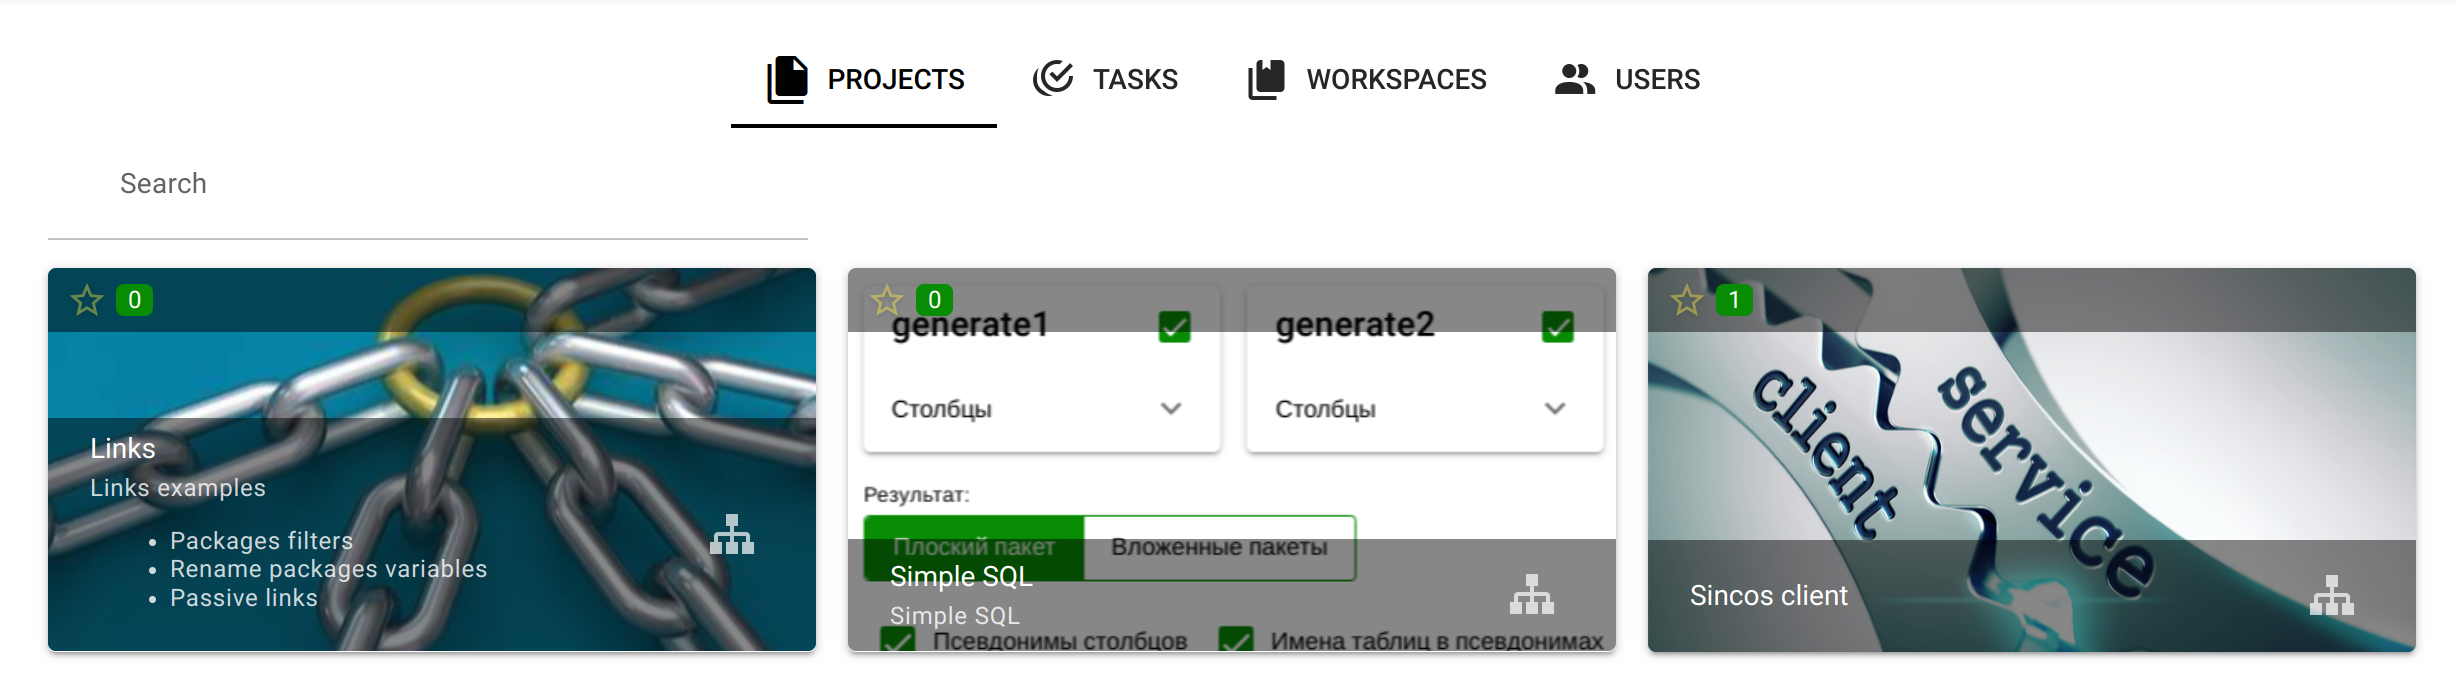 PROJECTS TASKS WORKSPACES USERS
Search
0
Links
Links examples
Packages filters
Rename packages variables
Passive links
0
generate1 generate2
Столбцы Столбцы
Результат:
Плоский пакет Вложенные пакеты
Simple SQL
Simple SQL
Псевдонимы столбцов Имена таблиц в псевдонимах
1
client
service
Sincos client